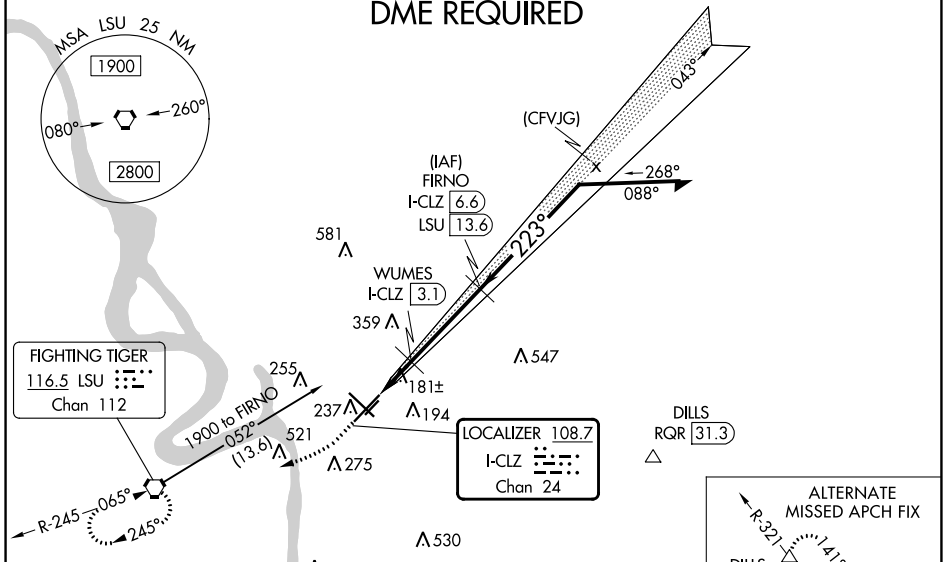 DME REQUIRED
MSA LSU 25 NM
1900
080°
260°
2800
043°
(CFVJG)
268°
088°
223°
(IAF)
FIRNO
I-CLZ 6.6
LSU 13.6
581
WUMES
I-CLZ 3.1
359
547
FIGHTING TIGER
116.5 LSU
Chan 112
255
181±
237
194
1900 to FIRNO
052°
(13.6)
521
275
LOCALIZER 108.7
I-CLZ
Chan 24
DILLS
RQR 31.3
R-245
065°
245°
530
ALTERNATE
MISSED APCH FIX
R-321
141°